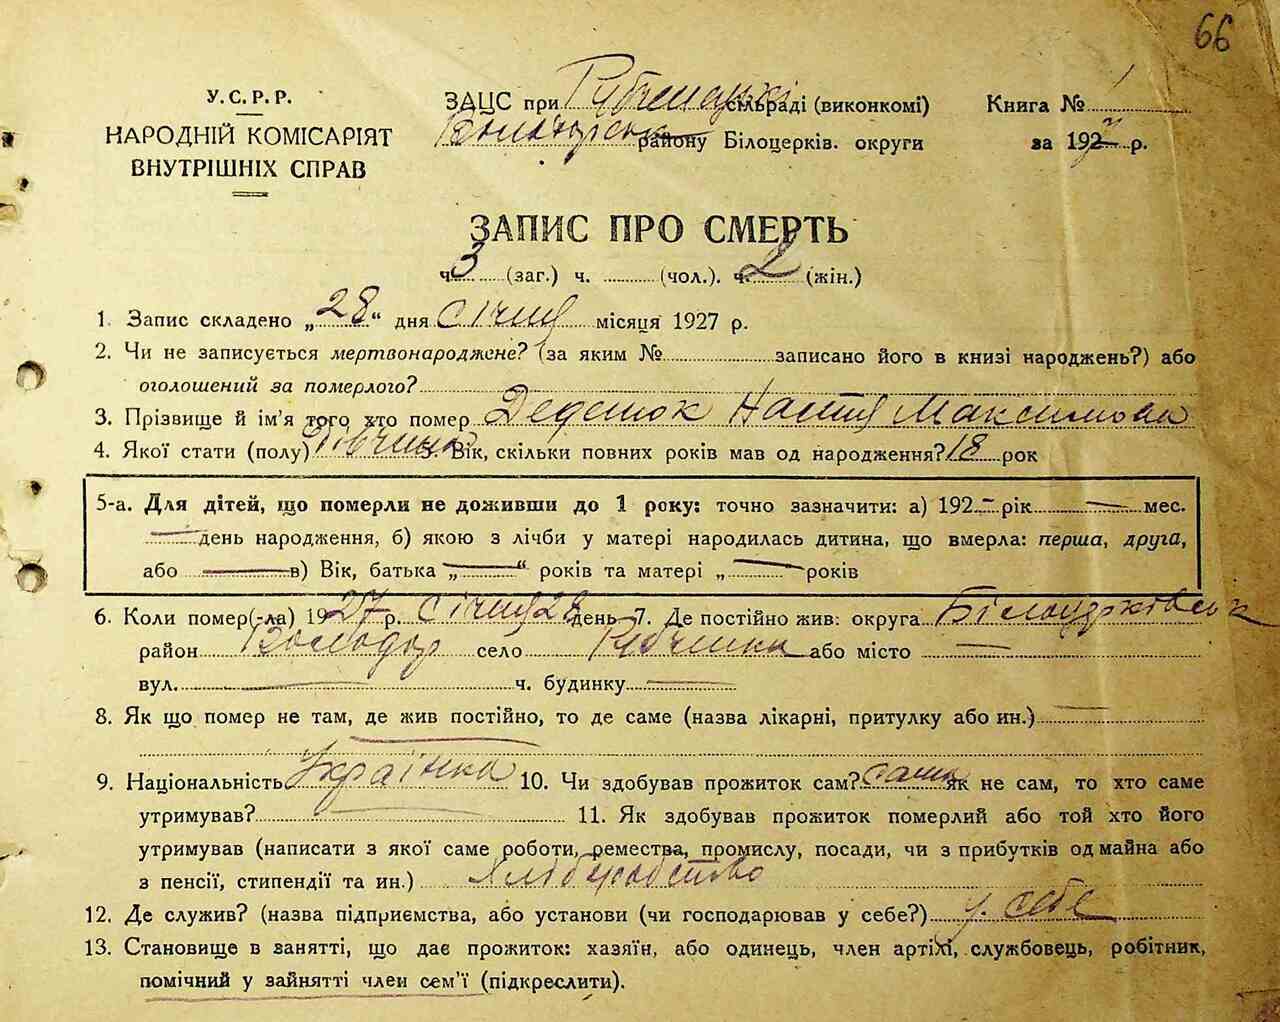 66
У.С.Р.Р.
НАРОДНІЙ КОМІСАРІЯТ
ВНУТРІШНІХ СПРАВ
ЗАЦС при сільраді (виконкомі)
району Білоцерків. округи
Книга № 1
за 1927 р.
ЗАПИС ПРО СМЕРТЬ
ч. 3 (заг.) ч. (чол.). ч. 2 (жін.)
1. Запис складено „28“ дня січня місяця 1927 р.
2. Чи не записується мертвонароджене? (за яким № записано його в книзі народжень?) або
оголошений за померлого?
3. Прізвище й ім'я того хто помер Дедюк Настя Максимова
4. Якої стати (полу) дівчина 5. Вік, скільки повних років мав од народження? 18 рок
5-а. Для дітей, що померли не доживши до 1 року: точно зазначити: а) 192 – рік — мес.
— день народження, б) якою з лічби у матері народилась дитина, що вмерла: перша, друга,
або — в) Вік, батька „—“ років та матері „— років
6. Коли помер(-ла) 1927 р. січня 28 день 7. Де постійно жив: округа Білоцерківськ
район Володар село або місто —
вул. — ч. будинку —
8. Як що помер не там, де жив постійно, то де саме (назва лікарні, притулку або ин.) —
9. Національність Українка 10. Чи здобував прожиток сам? сама як не сам, то хто саме
утримував? 11. Як здобував прожиток померлий або той хто його
утримував (написати з якої саме роботи, ремества, промислу, посади, чи з прибутків од майна або
з пенсії, стипендії та ин.) Хліборобство
12. Де служив? (назва підприємства, або установи (чи господарював у себе?) у себе
13. Становище в занятті, що дає прожиток: хазяїн, або одинець, член артілі, службовець, робітник,
помічний у зайнятті член сем'ї (підкреслити).